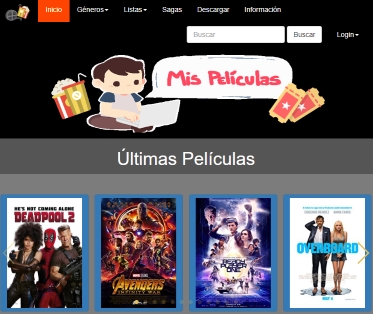 Inicio
Géneros
Listas
Sagas
Descargar
Información
Buscar
Buscar
Login
Mis Películas
Últimas Películas
HE'S NOT COMING ALONE
DEADPOOL 2
AVENGERS
INFINITY WAR
READY PLAYER ONE
OVERBOARD